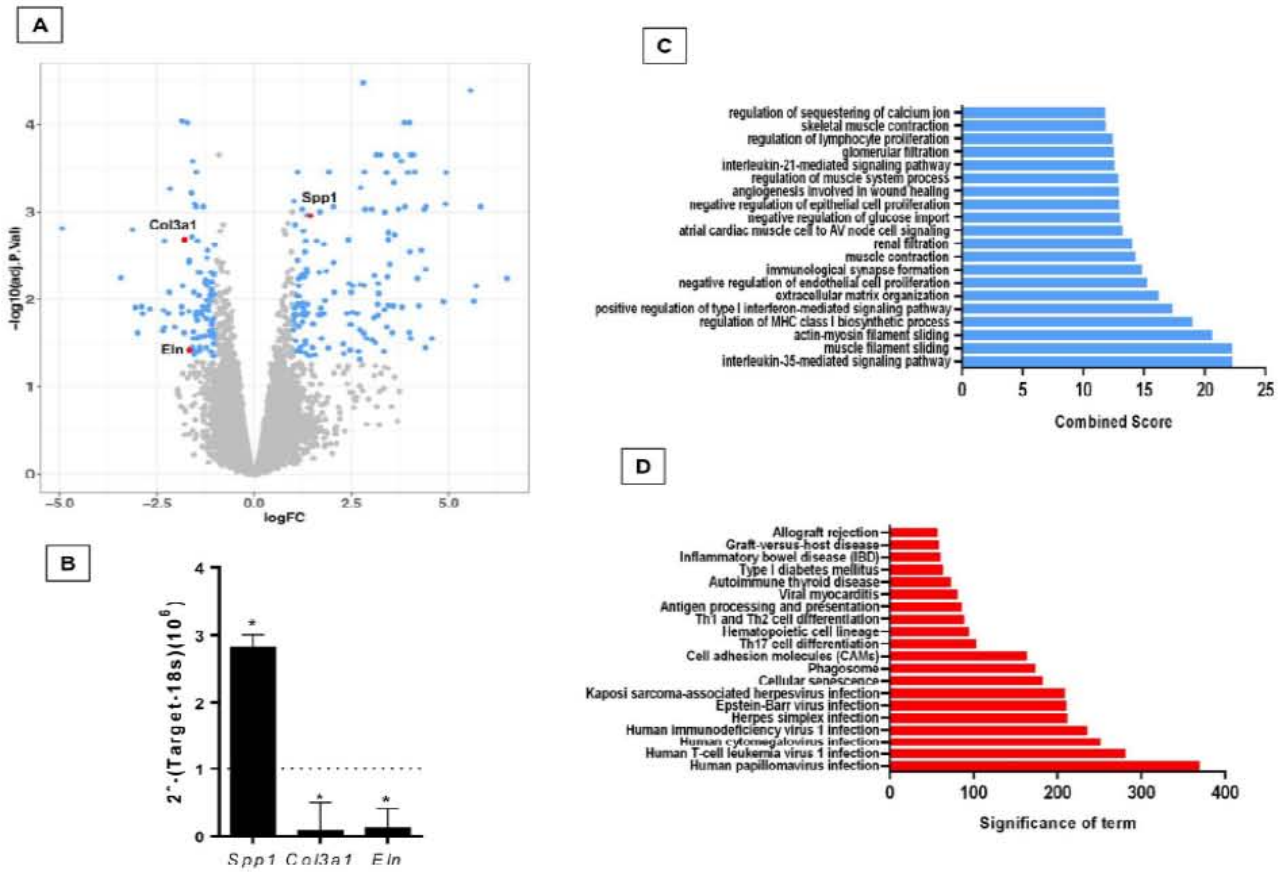 A
4
3
2
1
0
-log10(adj.P.Val)
Spp1
Col3a1
Eln
-5.0 -2.5 0.0 2.5 5.0
logFC
B
4
3
2
1
0
2^-(Target-18s)(10^6)
*
*
*
Spp1 Col3a1 Eln
C
regulation of sequestering of calcium ion
skeletal muscle contraction
regulation of lymphocyte proliferation
glomerular filtration
interleukin-21-mediated signaling pathway
regulation of muscle system process
angiogenesis involved in wound healing
negative regulation of epithelial cell proliferation
negative regulation of glucose import
atrial cardiac muscle cell to AV node cell signaling
renal filtration
muscle contraction
immunological synapse formation
negative regulation of endothelial cell proliferation
extracellular matrix organization
positive regulation of type I interferon-mediated signaling pathway
regulation of MHC class I biosynthetic process
actin-myosin filament sliding
muscle filament sliding
interleukin-35-mediated signaling pathway
0 5 10 15 20 25
Combined Score
D
Allograft rejection
Graft-versus-host disease
Inflammatory bowel disease (IBD)
Type I diabetes mellitus
Autoimmune thyroid disease
Viral myocarditis
Antigen processing and presentation
Th1 and Th2 cell differentiation
Hematopoietic cell lineage
Th17 cell differentiation
Cell adhesion molecules (CAMs)
Phagosome
Cellular senescence
Kaposi sarcoma-associated herpesvirus infection
Epstein-Barr virus infection
Herpes simplex infection
Human immunodeficiency virus 1 infection
Human cytomegalovirus infection
Human T-cell leukemia virus 1 infection
Human papillomavirus infection
0 100 200 300 400
Significance of term